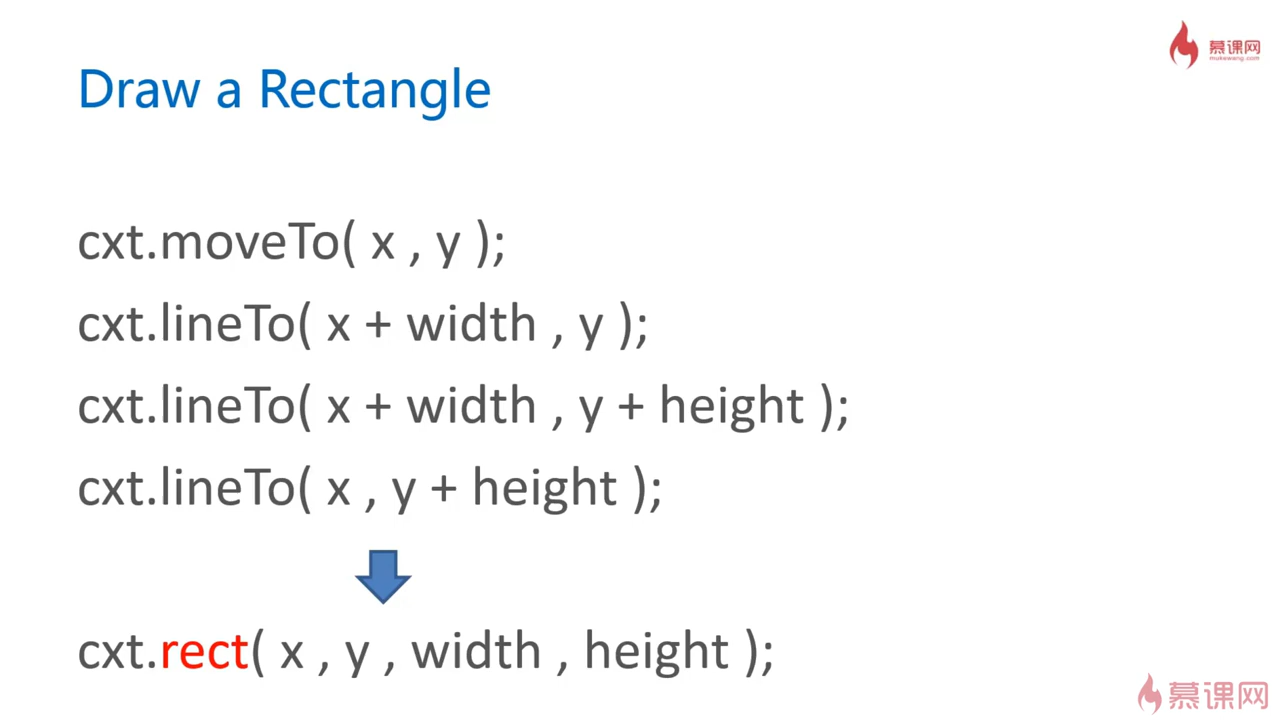 慕课网
mukewang.com
Draw a Rectangle
cxt.moveTo( x , y );
cxt.lineTo( x + width , y );
cxt.lineTo( x + width , y + height );
cxt.lineTo( x , y + height );
cxt.rect( x , y , width , height );
慕课网